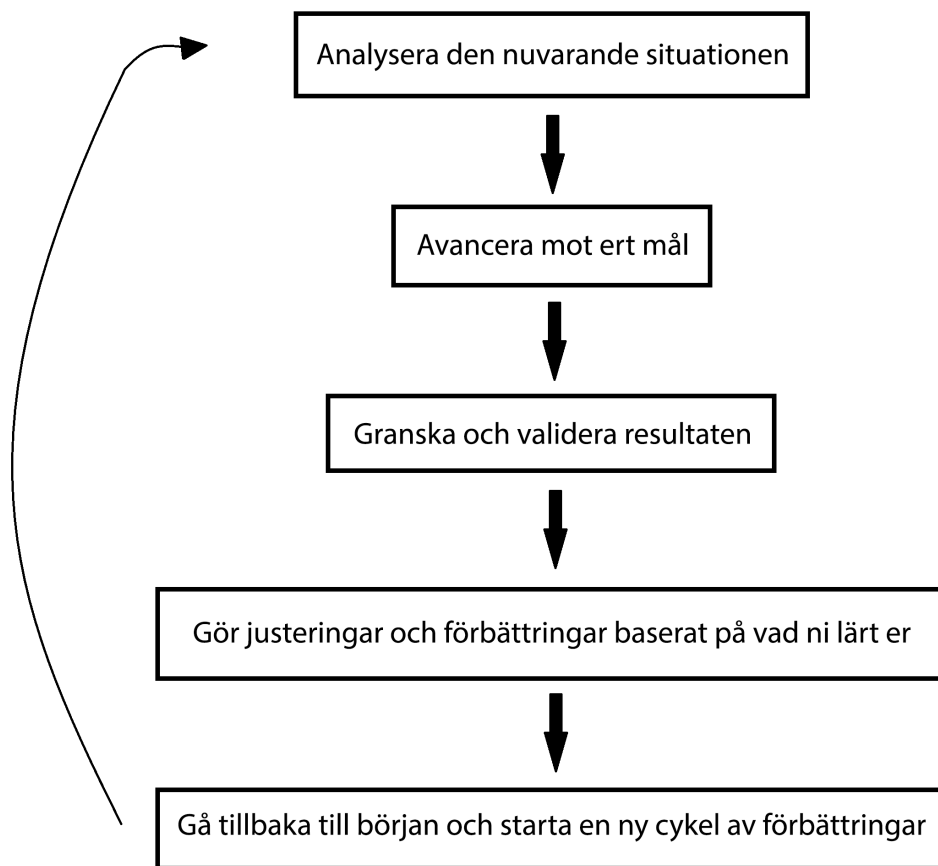 Analysera den nuvarande situationen
Avancera mot ert mål
Granska och validera resultaten
Gör justeringar och förbättringar baserat på vad ni lärt er
Gå tillbaka till början och starta en ny cykel av förbättringar